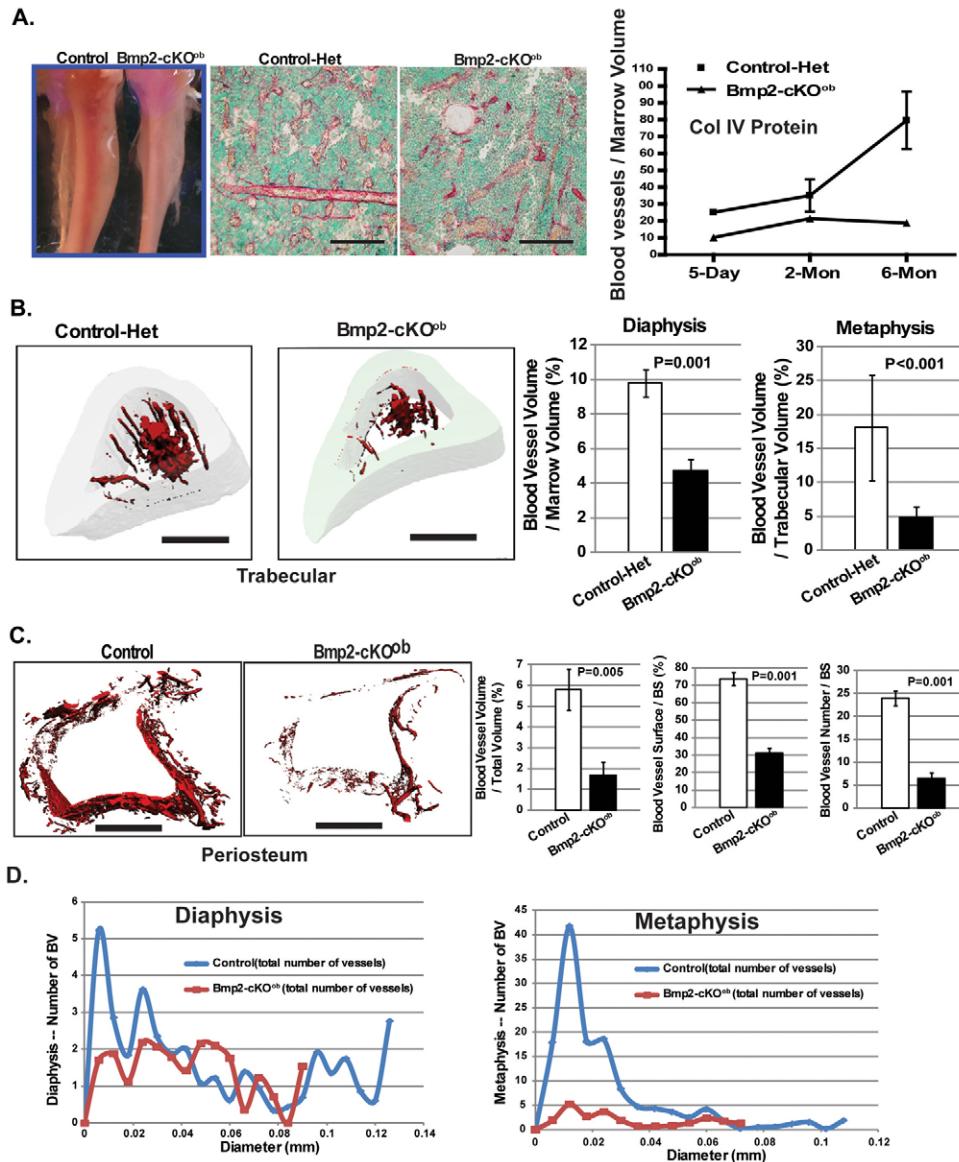 A.
Control Bmp2-cKOᵒᵇ
Control-Het
Bmp2-cKOᵒᵇ
Blood vessels / Marrow Volume
Control-Het
Bmp2-cKOᵒᵇ
Col IV Protein
110
100
90
80
70
60
50
40
30
20
10
0
5-Day 2-Mon 6-Mon
B.
Control-Het
Bmp2-cKOᵒᵇ
Trabecular
Diaphysis
P=0.001
Blood Vessel Volume
/ Marrow Volume (%)
12
10
8
6
4
2
0
Control-Het
Bmp2-cKOᵒᵇ
Metaphysis
P<0.001
Blood Vessel Volume
/ Trabecular Volume (%)
30
25
20
15
10
5
0
Control-Het
Bmp2-cKOᵒᵇ
C.
Control
Bmp2-cKOᵒᵇ
Periosteum
Blood Vessel Volume
/ Total Volume (%)
P=0.005
7
6
5
4
3
2
1
0
Control
Bmp2-cKOᵒᵇ
Blood Vessel Surface / BS (%)
P=0.001
90
80
70
60
50
40
30
20
10
0
Control
Bmp2-cKOᵒᵇ
Blood Vessel Number / BS
P=0.001
30
25
20
15
10
5
0
Control
Bmp2-cKOᵒᵇ
D.
Diaphysis
Diaphysis -- Number of BV
Control(total number of vessels)
Bmp2-cKOᵒᵇ (total number of vessels)
6
5
4
3
2
1
0
0 0.02 0.04 0.06 0.08 0.1 0.12 0.14
Diameter (mm)
Metaphysis
Metaphysis -- Number of BV
Control(total number of vessels)
Bmp2-cKOᵒᵇ (total number of vessels)
45
40
35
30
25
20
15
10
5
0
0 0.02 0.04 0.06 0.08 0.1 0.12
Diameter (mm)